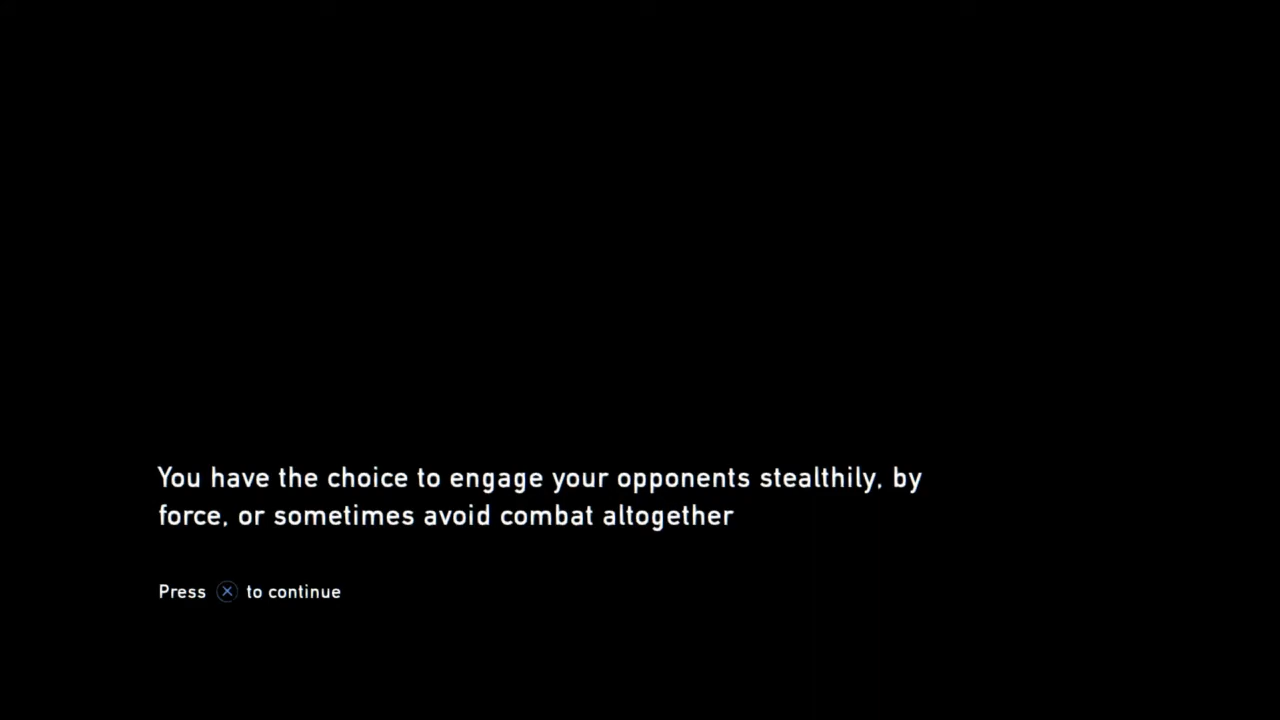 You have the choice to engage your opponents stealthily, by
force, or sometimes avoid combat altogether
Press ⓧ to continue